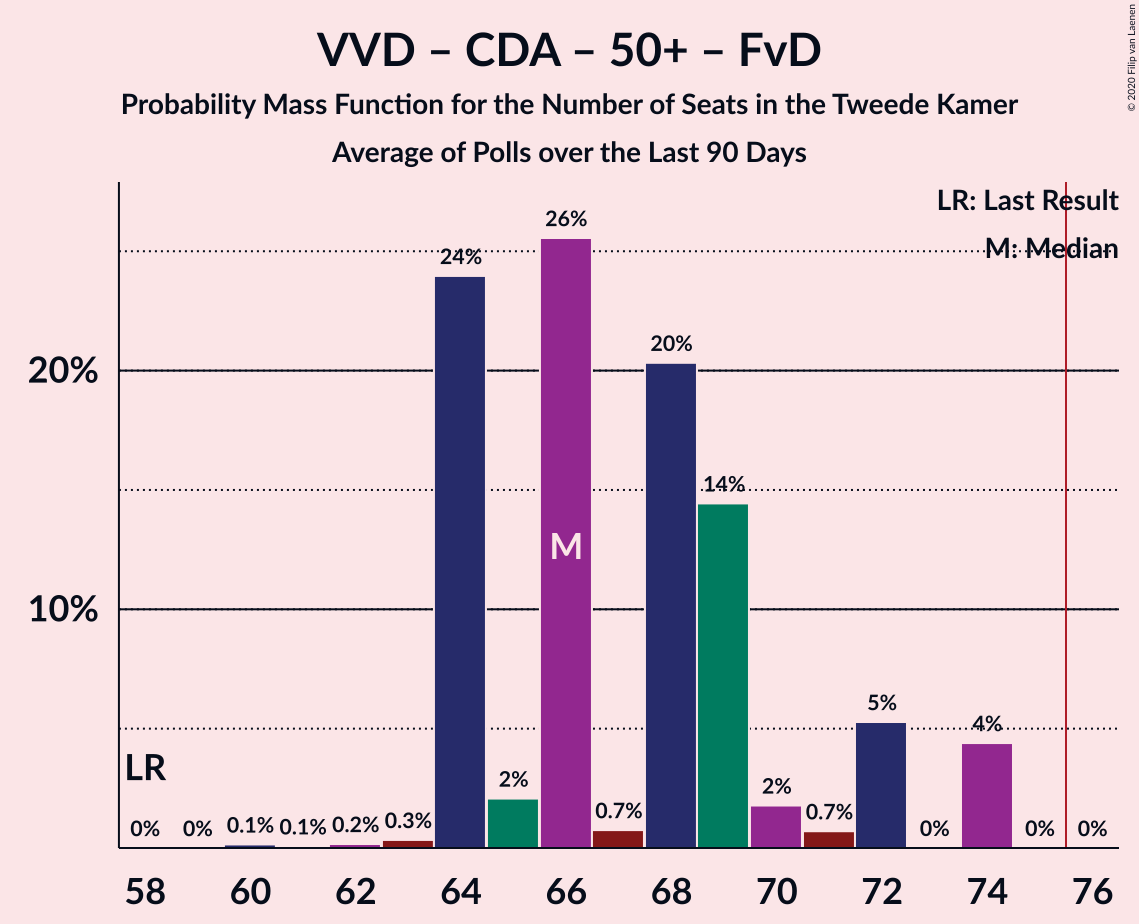 VVD – CDA – 50+ – FvD
Probability Mass Function for the Number of Seats in the Tweede Kamer
Average of Polls over the Last 90 Days
© 2020 Filip van Laenen
LR: Last Result
M: Median
26%
24%
20%
20%
14%
M
10%
5%
4%
LR
2%
2%
0.7%
0.7%
0% 0% 0.1% 0.1% 0.2% 0.3%
0% 0% 0%
58 60 62 64 66 68 70 72 74 76